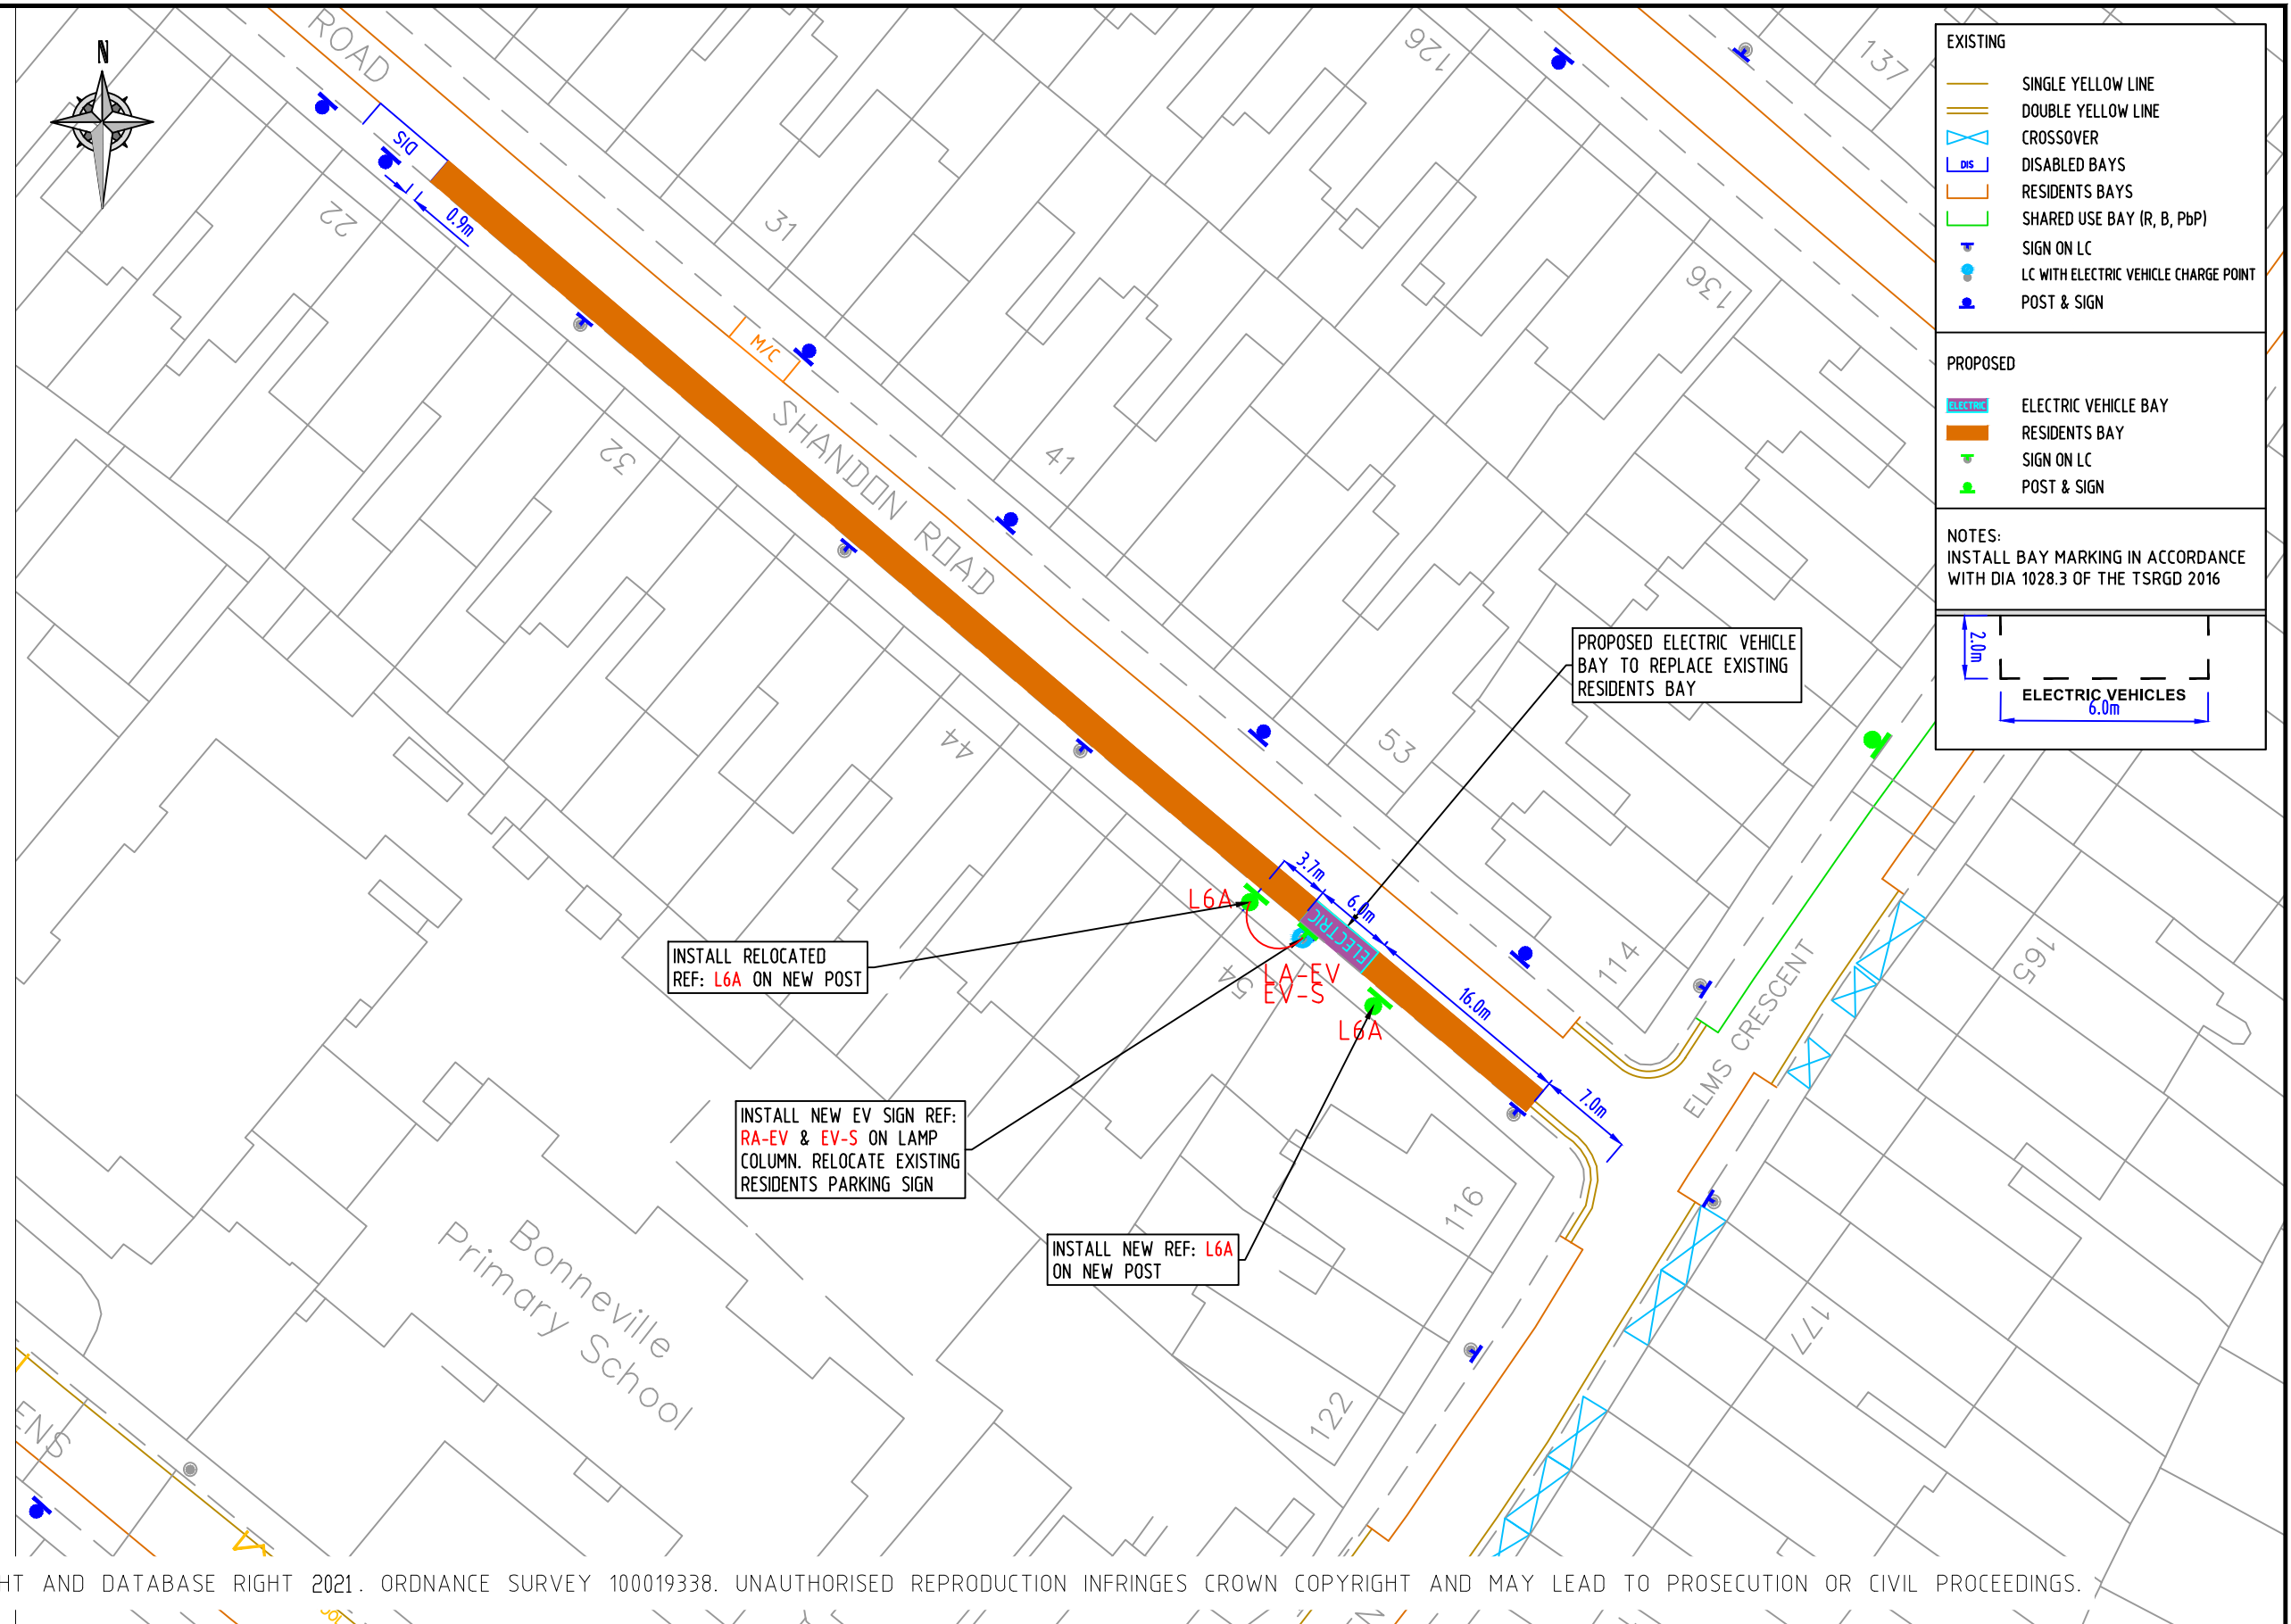 N
ROAD
DIS
0.9m
22
31
M/C
SHANDON ROAD
32
41
44
53
126
136
137
EXISTING
SINGLE YELLOW LINE
DOUBLE YELLOW LINE
CROSSOVER
DIS DISABLED BAYS
RESIDENTS BAYS
SHARED USE BAY (R, B, PbP)
SIGN ON LC
LC WITH ELECTRIC VEHICLE CHARGE POINT
POST & SIGN
PROPOSED
ELECTRIC ELECTRIC VEHICLE BAY
RESIDENTS BAY
SIGN ON LC
POST & SIGN
NOTES:
INSTALL BAY MARKING IN ACCORDANCE
WITH DIA 1028.3 OF THE TSRGD 2016
2.0m
ELECTRIC VEHICLES
6.0m
PROPOSED ELECTRIC VEHICLE
BAY TO REPLACE EXISTING
RESIDENTS BAY
3.7m
6.0m
ELECTRIC
16.0m
7.0m
L6A
LA-EV
EV-S
L6A
54
114
ELMS CRESCENT
165
INSTALL RELOCATED
REF: L6A ON NEW POST
INSTALL NEW EV SIGN REF:
RA-EV & EV-S ON LAMP
COLUMN. RELOCATE EXISTING
RESIDENTS PARKING SIGN
INSTALL NEW REF: L6A
ON NEW POST
116
122
177
Bonneville
Primary School
ENS
HT AND DATABASE RIGHT 2021. ORDNANCE SURVEY 100019338. UNAUTHORISED REPRODUCTION INFRINGES CROWN COPYRIGHT AND MAY LEAD TO PROSECUTION OR CIVIL PROCEEDINGS.